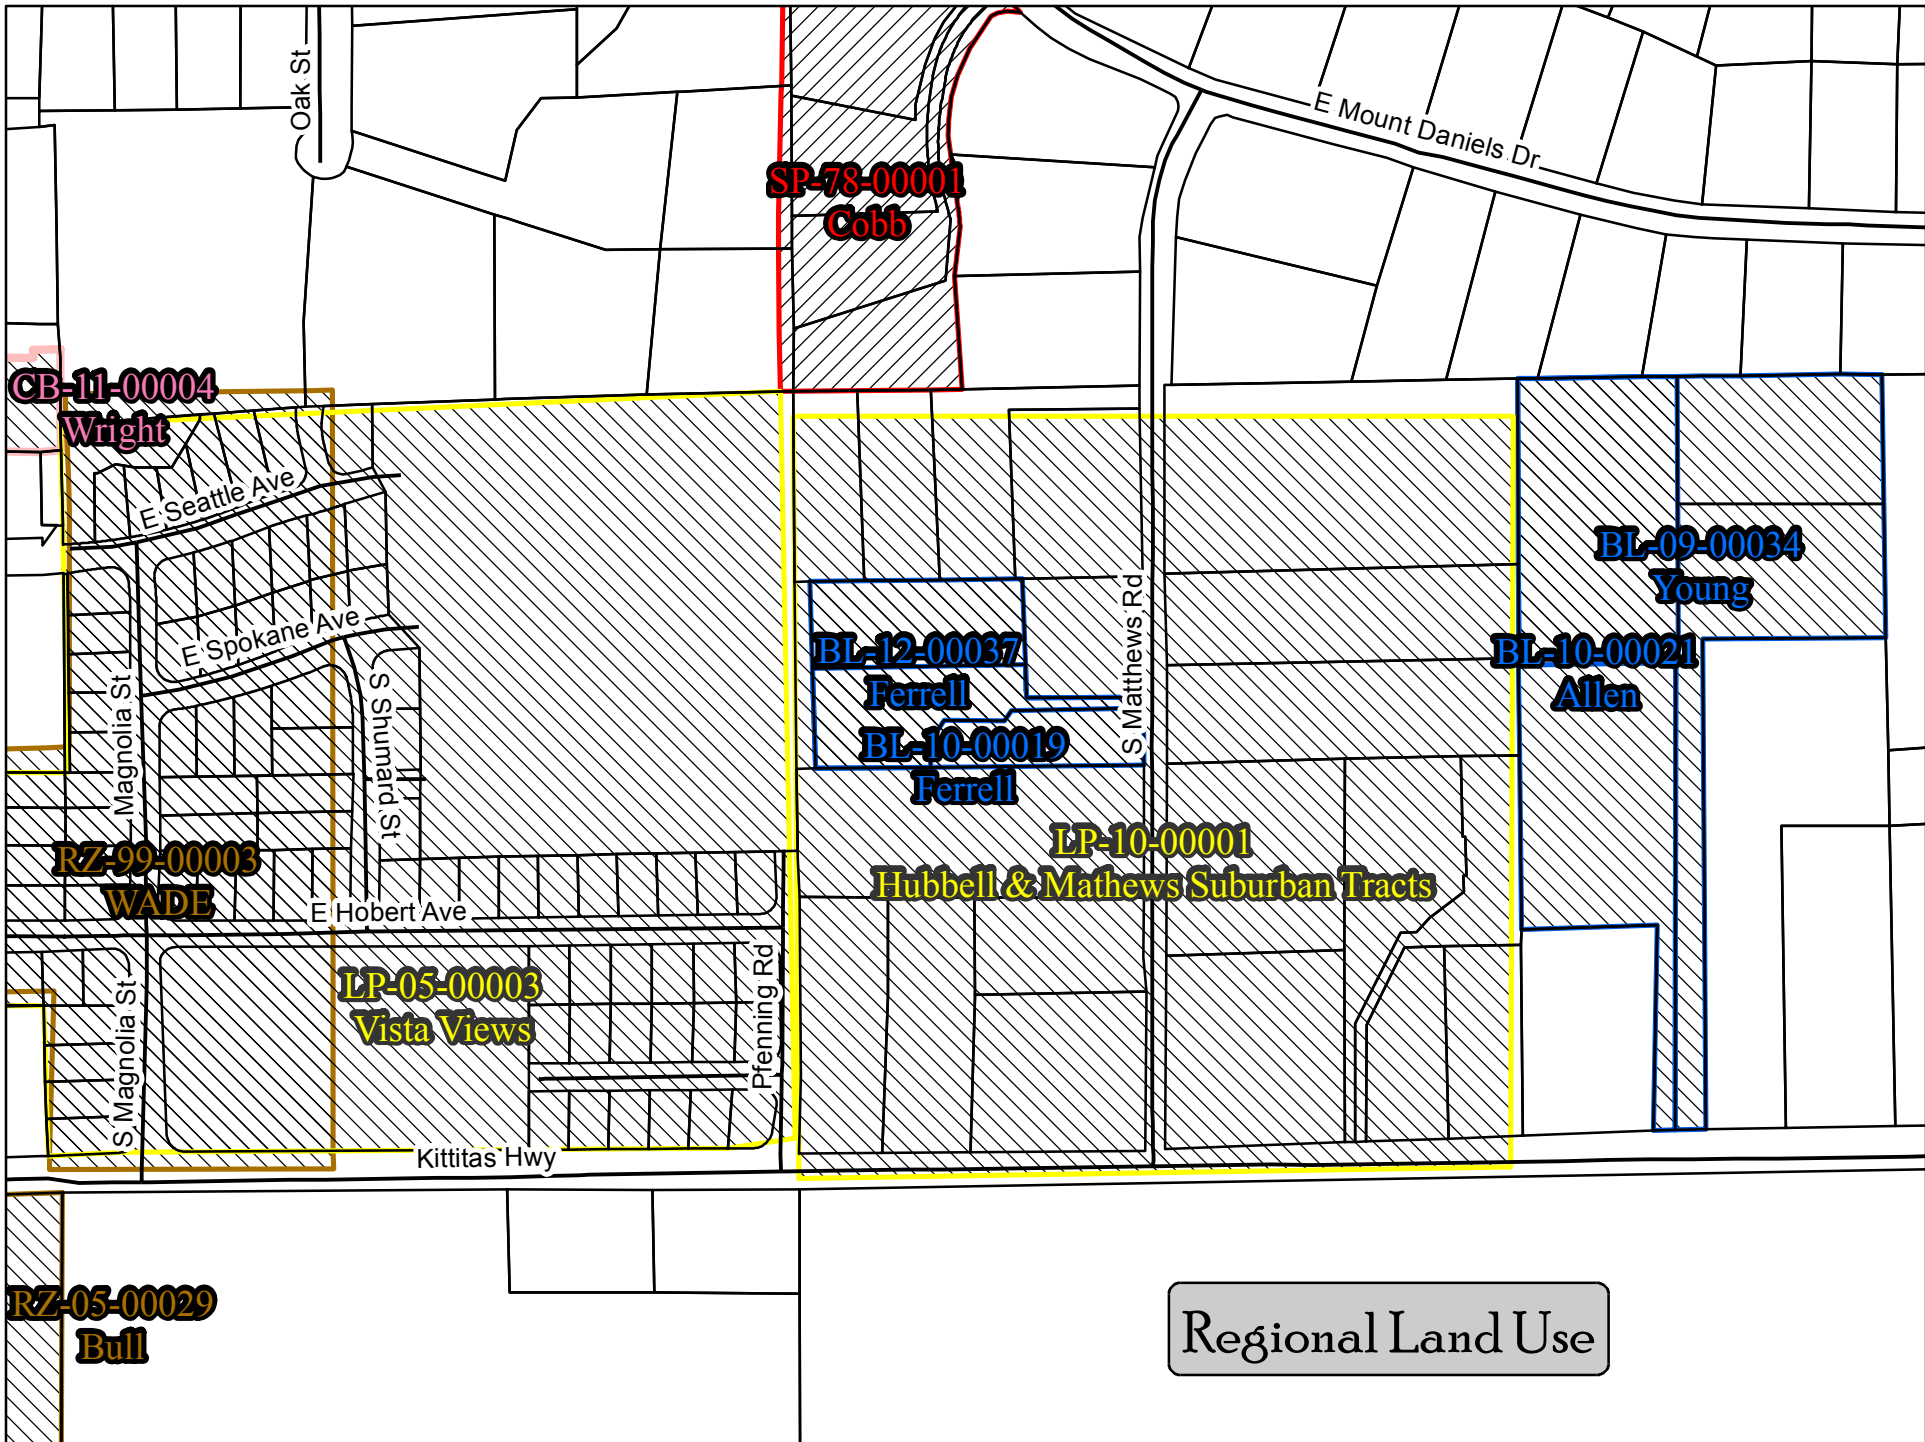 Oak St
E Mount Daniels Dr
SP-78-00001
Cobb
CB-11-00004
Wright
E Seattle Ave
BL-09-00034
Young
E Spokane Ave
S Matthews Rd
BL-12-00037
Ferrell
BL-10-00021
Allen
Magnolia St
S Shumard St
BL-10-00019
Ferrell
LP-10-00001
Hubbell & Mathews Suburban Tracts
RZ-99-00003
WADE
E Hobert Ave
LP-05-00003
Vista Views
Pfenning Rd
S Magnolia St
Kittitas Hwy
RZ-05-00029
Bull
Regional Land Use